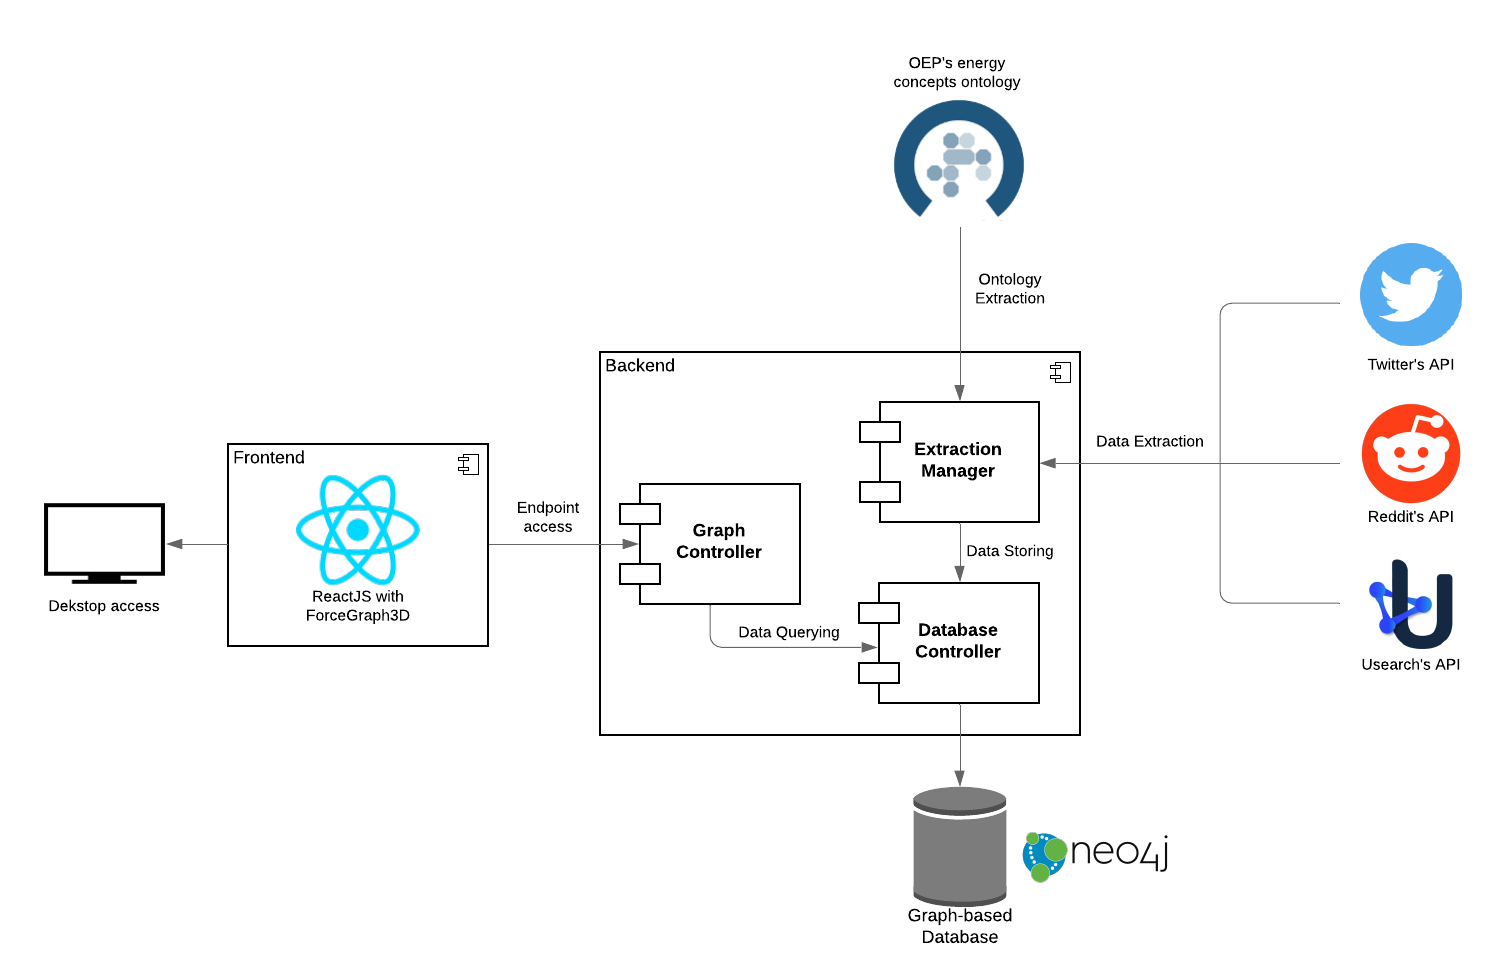 OEP's energy
concepts ontology
Ontology
Extraction
Twitter's API
Backend
Extraction
Manager
Data Extraction
Reddit's API
Frontend
ReactJS with
ForceGraph3D
Dekstop access
Endpoint
access
Graph
Controller
Data Storing
Data Querying
Database
Controller
Usearch's API
neo4j
Graph-based
Database